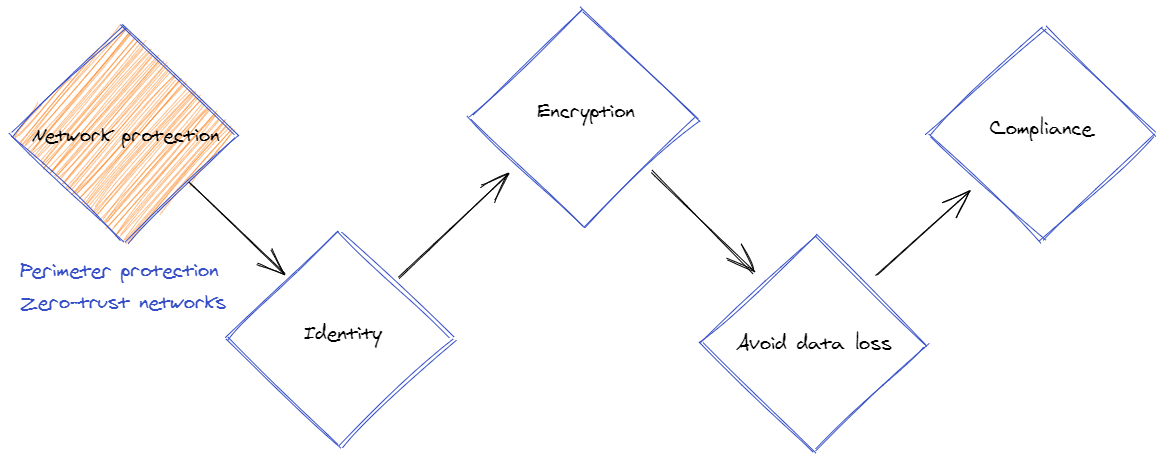 Network protection
Perimeter protection
Zero-trust networks
Identity
Encryption
Avoid data loss
Compliance